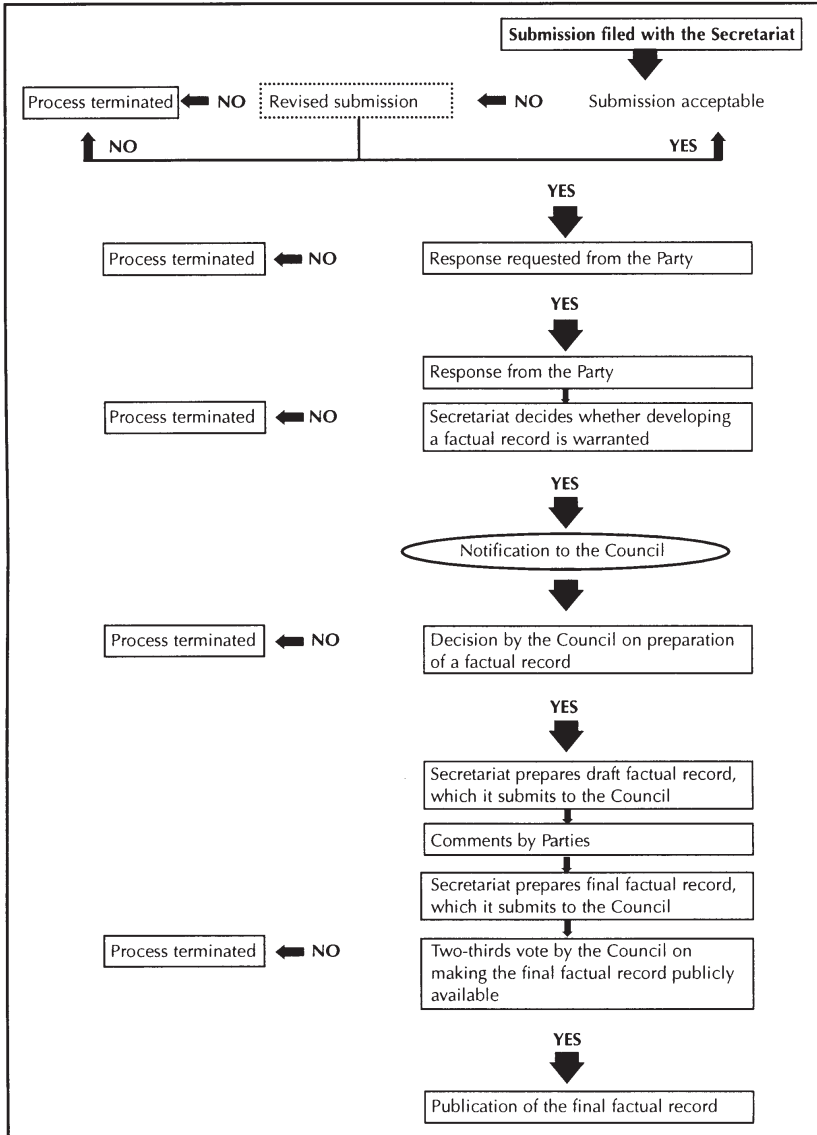 Submission filed with the Secretariat
Process terminated NO Revised submission NO Submission acceptable
NO YES
YES
Process terminated NO Response requested from the Party
YES
Response from the Party
Process terminated NO Secretariat decides whether developing
a factual record is warranted
YES
Notification to the Council
Process terminated NO Decision by the Council on preparation
of a factual record
YES
Secretariat prepares draft factual record,
which it submits to the Council
Comments by Parties
Secretariat prepares final factual record,
which it submits to the Council
Process terminated NO Two-thirds vote by the Council on
making the final factual record publicly
available
YES
Publication of the final factual record